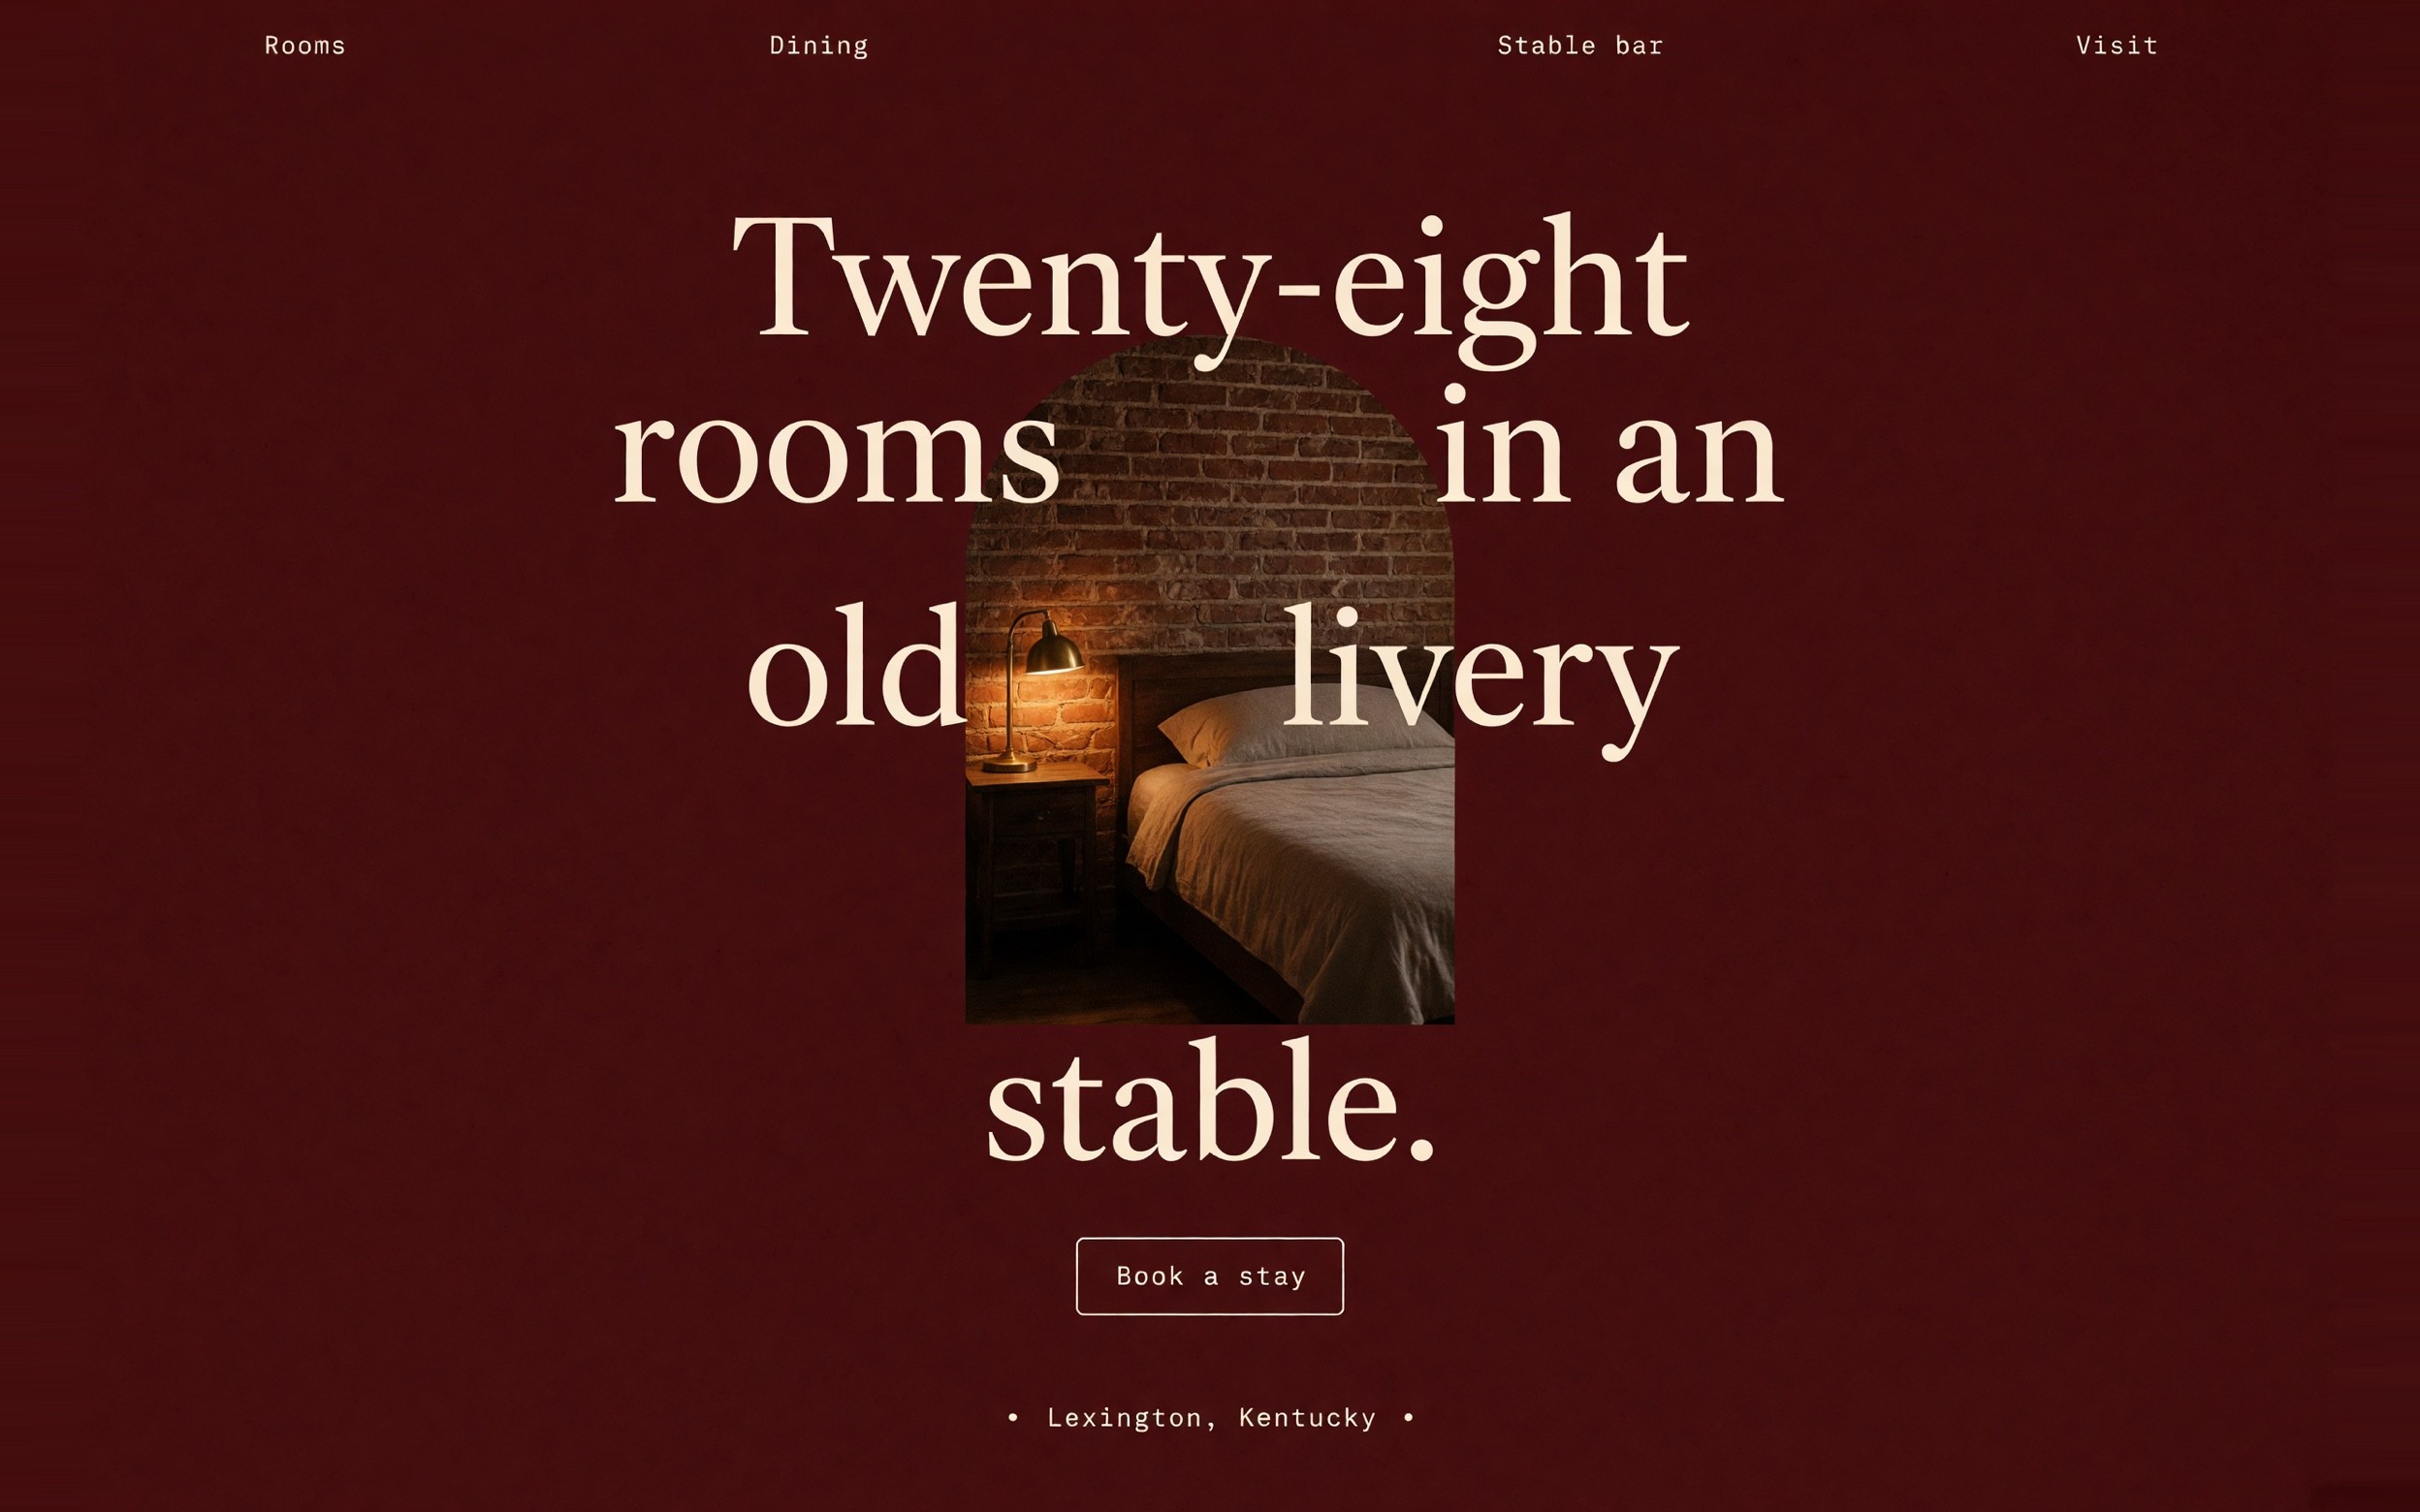 Rooms Dining Stable bar Visit
Twenty-eight
rooms in an
old livery
stable.
Book a stay
• Lexington, Kentucky •